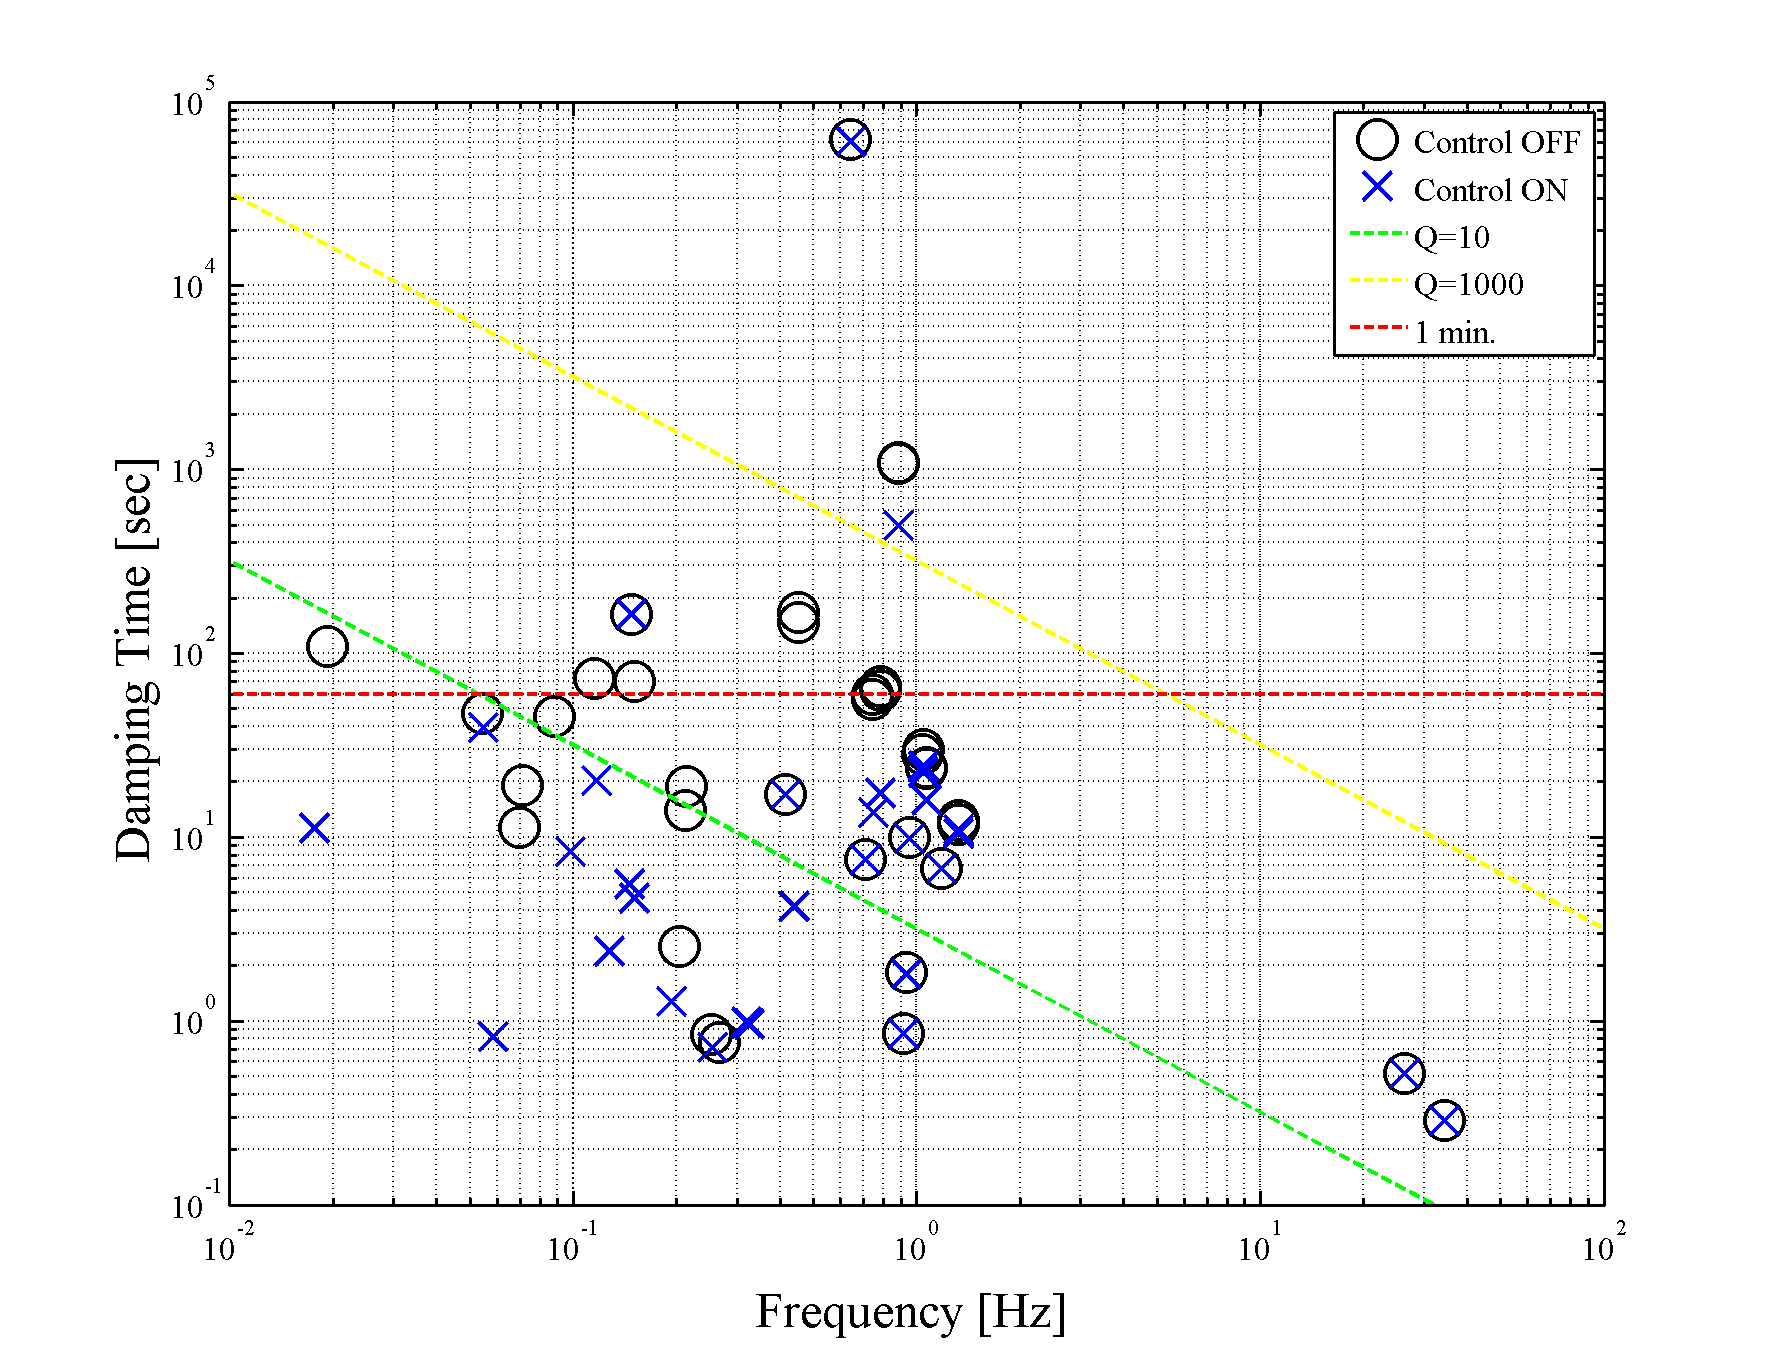 10^5
10^4
10^3
10^2
10^1
10^0
10^-1
Damping Time [sec]
Control OFF
Control ON
Q=10
Q=1000
1 min.
10^-2 10^-1 10^0 10^1 10^2
Frequency [Hz]